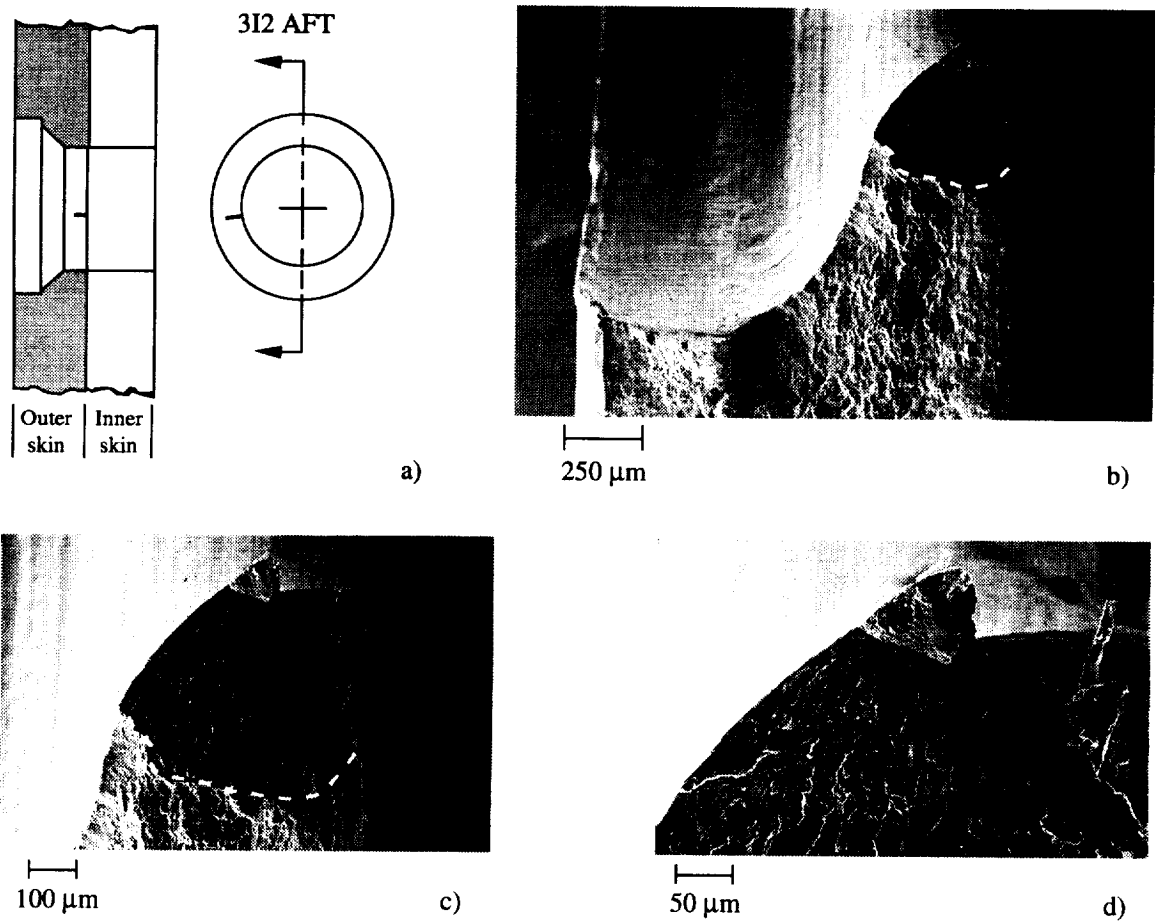 3I2 AFT
Outer skin
Inner skin
a)
250 μm
b)
100 μm
c)
50 μm
d)